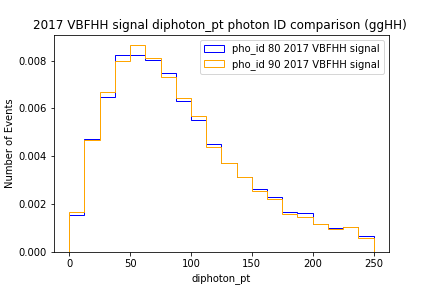 2017 VBFHH signal diphoton_pt photon ID comparison (ggHH)
pho_id 80 2017 VBFHH signal
pho_id 90 2017 VBFHH signal
Number of Events
0.008
0.006
0.004
0.002
0.000
0 50 100 150 200 250
diphoton_pt